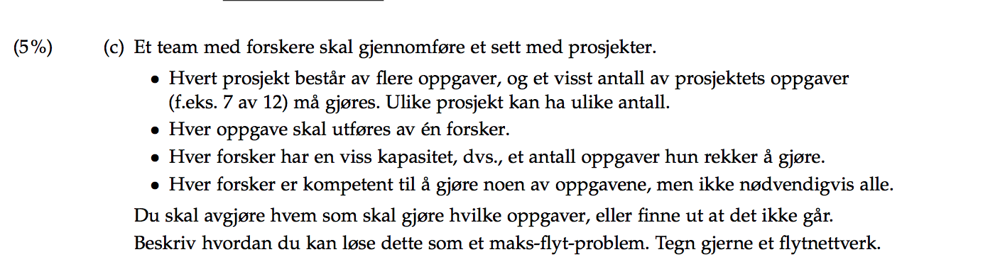 (5%) (c) Et team med forskere skal gjennomføre et sett med prosjekter.
• Hvert prosjekt består av flere oppgaver, og et visst antall av prosjektets oppgaver
(f.eks. 7 av 12) må gjøres. Ulike prosjekt kan ha ulike antall.
• Hver oppgave skal utføres av én forsker.
• Hver forsker har en viss kapasitet, dvs., et antall oppgaver hun rekker å gjøre.
• Hver forsker er kompetent til å gjøre noen av oppgavene, men ikke nødvendigvis alle.
Du skal avgjøre hvem som skal gjøre hvilke oppgaver, eller finne ut at det ikke går.
Beskriv hvordan du kan løse dette som et maks-flyt-problem. Tegn gjerne et flytnettverk.